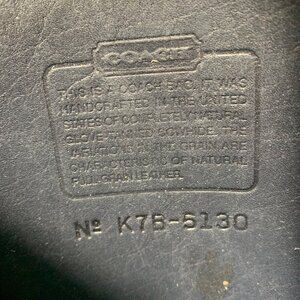 COACH
THIS IS A COACH BAG. IT WAS
HANDCRAFTED IN THE UNITED
STATES OF COMPLETELY NATURAL
GLOVE TANNED COWHIDE. THE
VARIATIONS IN THE GRAIN ARE
CHARACTERISTIC OF NATURAL
FULL GRAIN LEATHER.
Nº K7B-5130